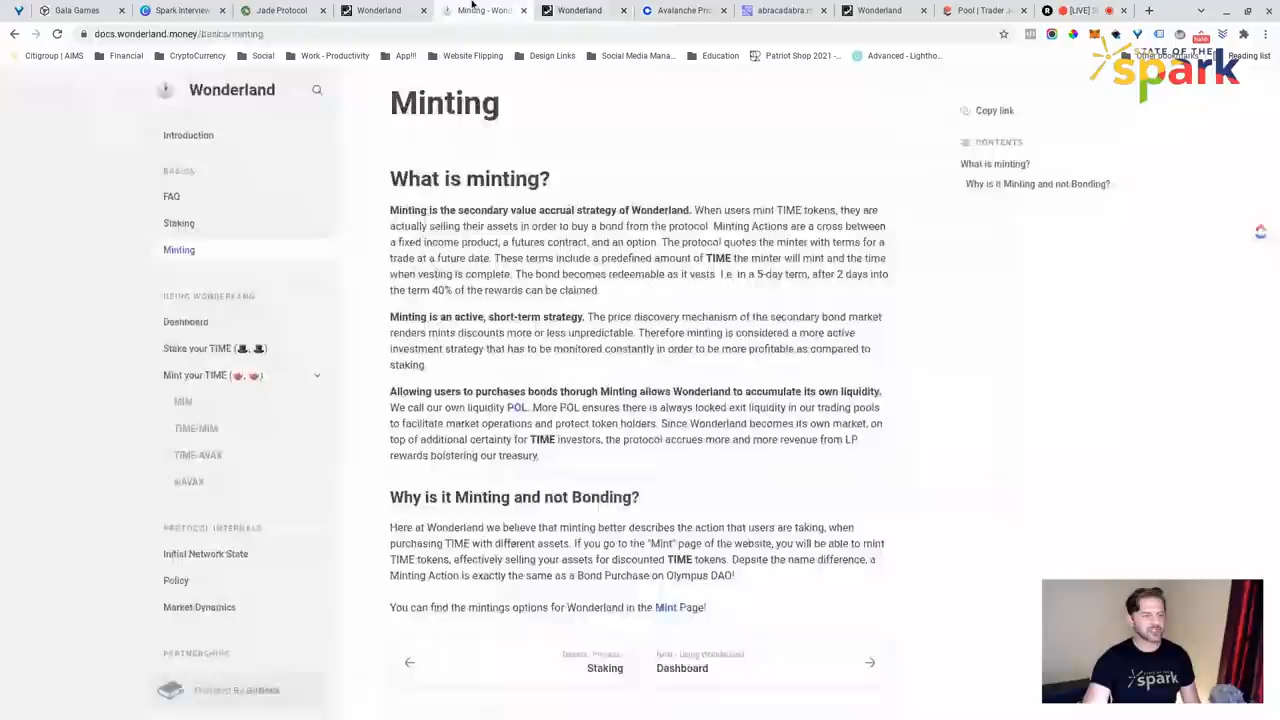 Gala Games
Spark Interview
Jade Protocol
Wonderland
Minting - Wond
Wonderland
Avalanche Pric
abracadabra.m
Wonderland
Pool | Trader J
[LIVE] S
docs.wonderland.money/basics/minting
Citigroup | AIMS
Financial
CryptoCurrency
Social
Work - Productivity
App!!!
Website Flipping
Design Links
Social Media Mana...
Education
Patriot Shop 2021 -...
Advanced - Lightho...
Other bookmarks
Reading list
STATE OF THE
spark
Wonderland
Introduction
BASICS
FAQ
Staking
Minting
USING WONDERLAND
Dashboard
Stake your TIME (🎩, 🎩)
Mint your TIME (🫖, 🫖)
MIM
TIME-MIM
TIME-AVAX
wAVAX
PROTOCOL INTERNALS
Initial Network State
Policy
Market Dynamics
PARTNERSHIPS
Powered By GitBook
Minting
What is minting?
Minting is the secondary value accrual strategy of Wonderland. When users mint TIME tokens, they are
actually selling their assets in order to buy a bond from the protocol. Minting Actions are a cross between
a fixed income product, a futures contract, and an option. The protocol quotes the minter with terms for a
trade at a future date. These terms include a predefined amount of TIME the minter will mint and the time
when vesting is complete. The bond becomes redeemable as it vests. I.e. in a 5-day term, after 2 days into
the term 40% of the rewards can be claimed.
Minting is an active, short-term strategy. The price discovery mechanism of the secondary bond market
renders mints discounts more or less unpredictable. Therefore minting is considered a more active
investment strategy that has to be monitored constantly in order to be more profitable as compared to
staking.
Allowing users to purchases bonds thorugh Minting allows Wonderland to accumulate its own liquidity.
We call our own liquidity POL. More POL ensures there is always locked exit liquidity in our trading pools
to facilitate market operations and protect token holders. Since Wonderland becomes its own market, on
top of additional certainty for TIME investors, the protocol accrues more and more revenue from LP
rewards bolstering our treasury.
Why is it Minting and not Bonding?
Here at Wonderland we believe that minting better describes the action that users are taking, when
purchasing TIME with different assets. If you go to the "Mint" page of the website, you will be able to mint
TIME tokens, effectively selling your assets for discounted TIME tokens. Depsite the name difference, a
Minting Action is exactly the same as a Bond Purchase on Olympus DAO!
You can find the mintings options for Wonderland in the Mint Page!
Staking
Next - Using Wonderland
Dashboard
Copy link
CONTENTS
What is minting?
Why is it Minting and not Bonding?
spark